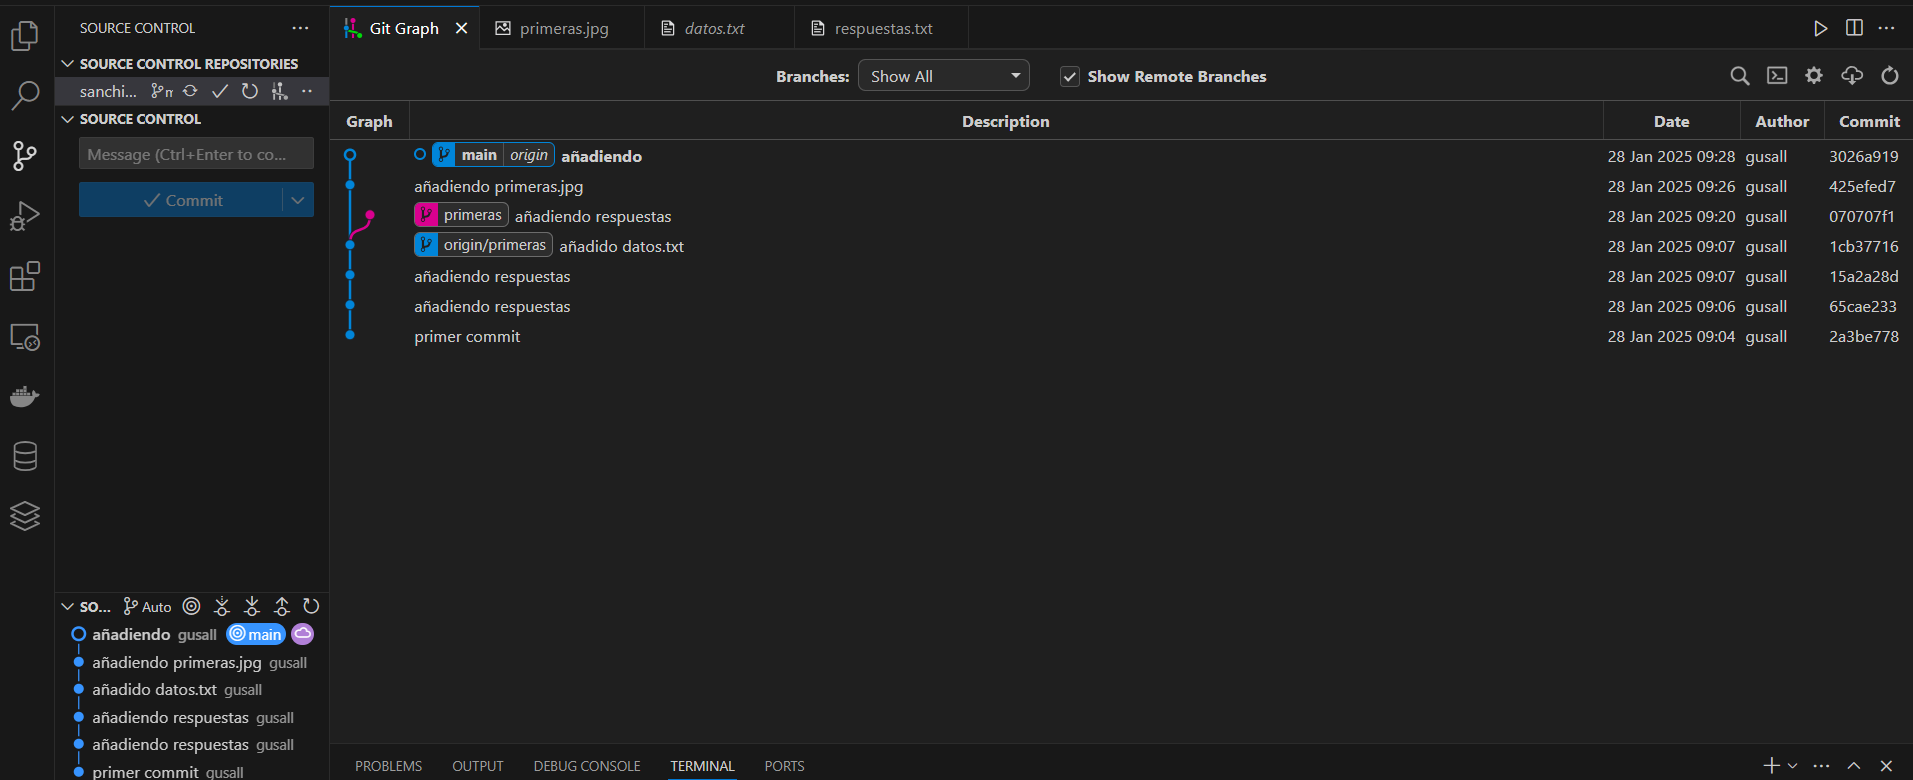 SOURCE CONTROL
Git Graph
primeras.jpg
datos.txt
respuestas.txt
SOURCE CONTROL REPOSITORIES
sanchi...
Branches: Show All
Show Remote Branches
SOURCE CONTROL
Graph Description Date Author Commit
Message (Ctrl+Enter to co...
Commit
main origin añadiendo 28 Jan 2025 09:28 gusall 3026a919
añadiendo primeras.jpg 28 Jan 2025 09:26 gusall 425efed7
primeras añadiendo respuestas 28 Jan 2025 09:20 gusall 070707f1
origin/primeras añadido datos.txt 28 Jan 2025 09:07 gusall 1cb37716
añadiendo respuestas 28 Jan 2025 09:07 gusall 15a2a28d
añadiendo respuestas 28 Jan 2025 09:06 gusall 65cae233
primer commit 28 Jan 2025 09:04 gusall 2a3be778
SO... Auto
añadiendo gusall main
añadiendo primeras.jpg gusall
añadido datos.txt gusall
añadiendo respuestas gusall
añadiendo respuestas gusall
primer commit gusall
PROBLEMS OUTPUT DEBUG CONSOLE TERMINAL PORTS